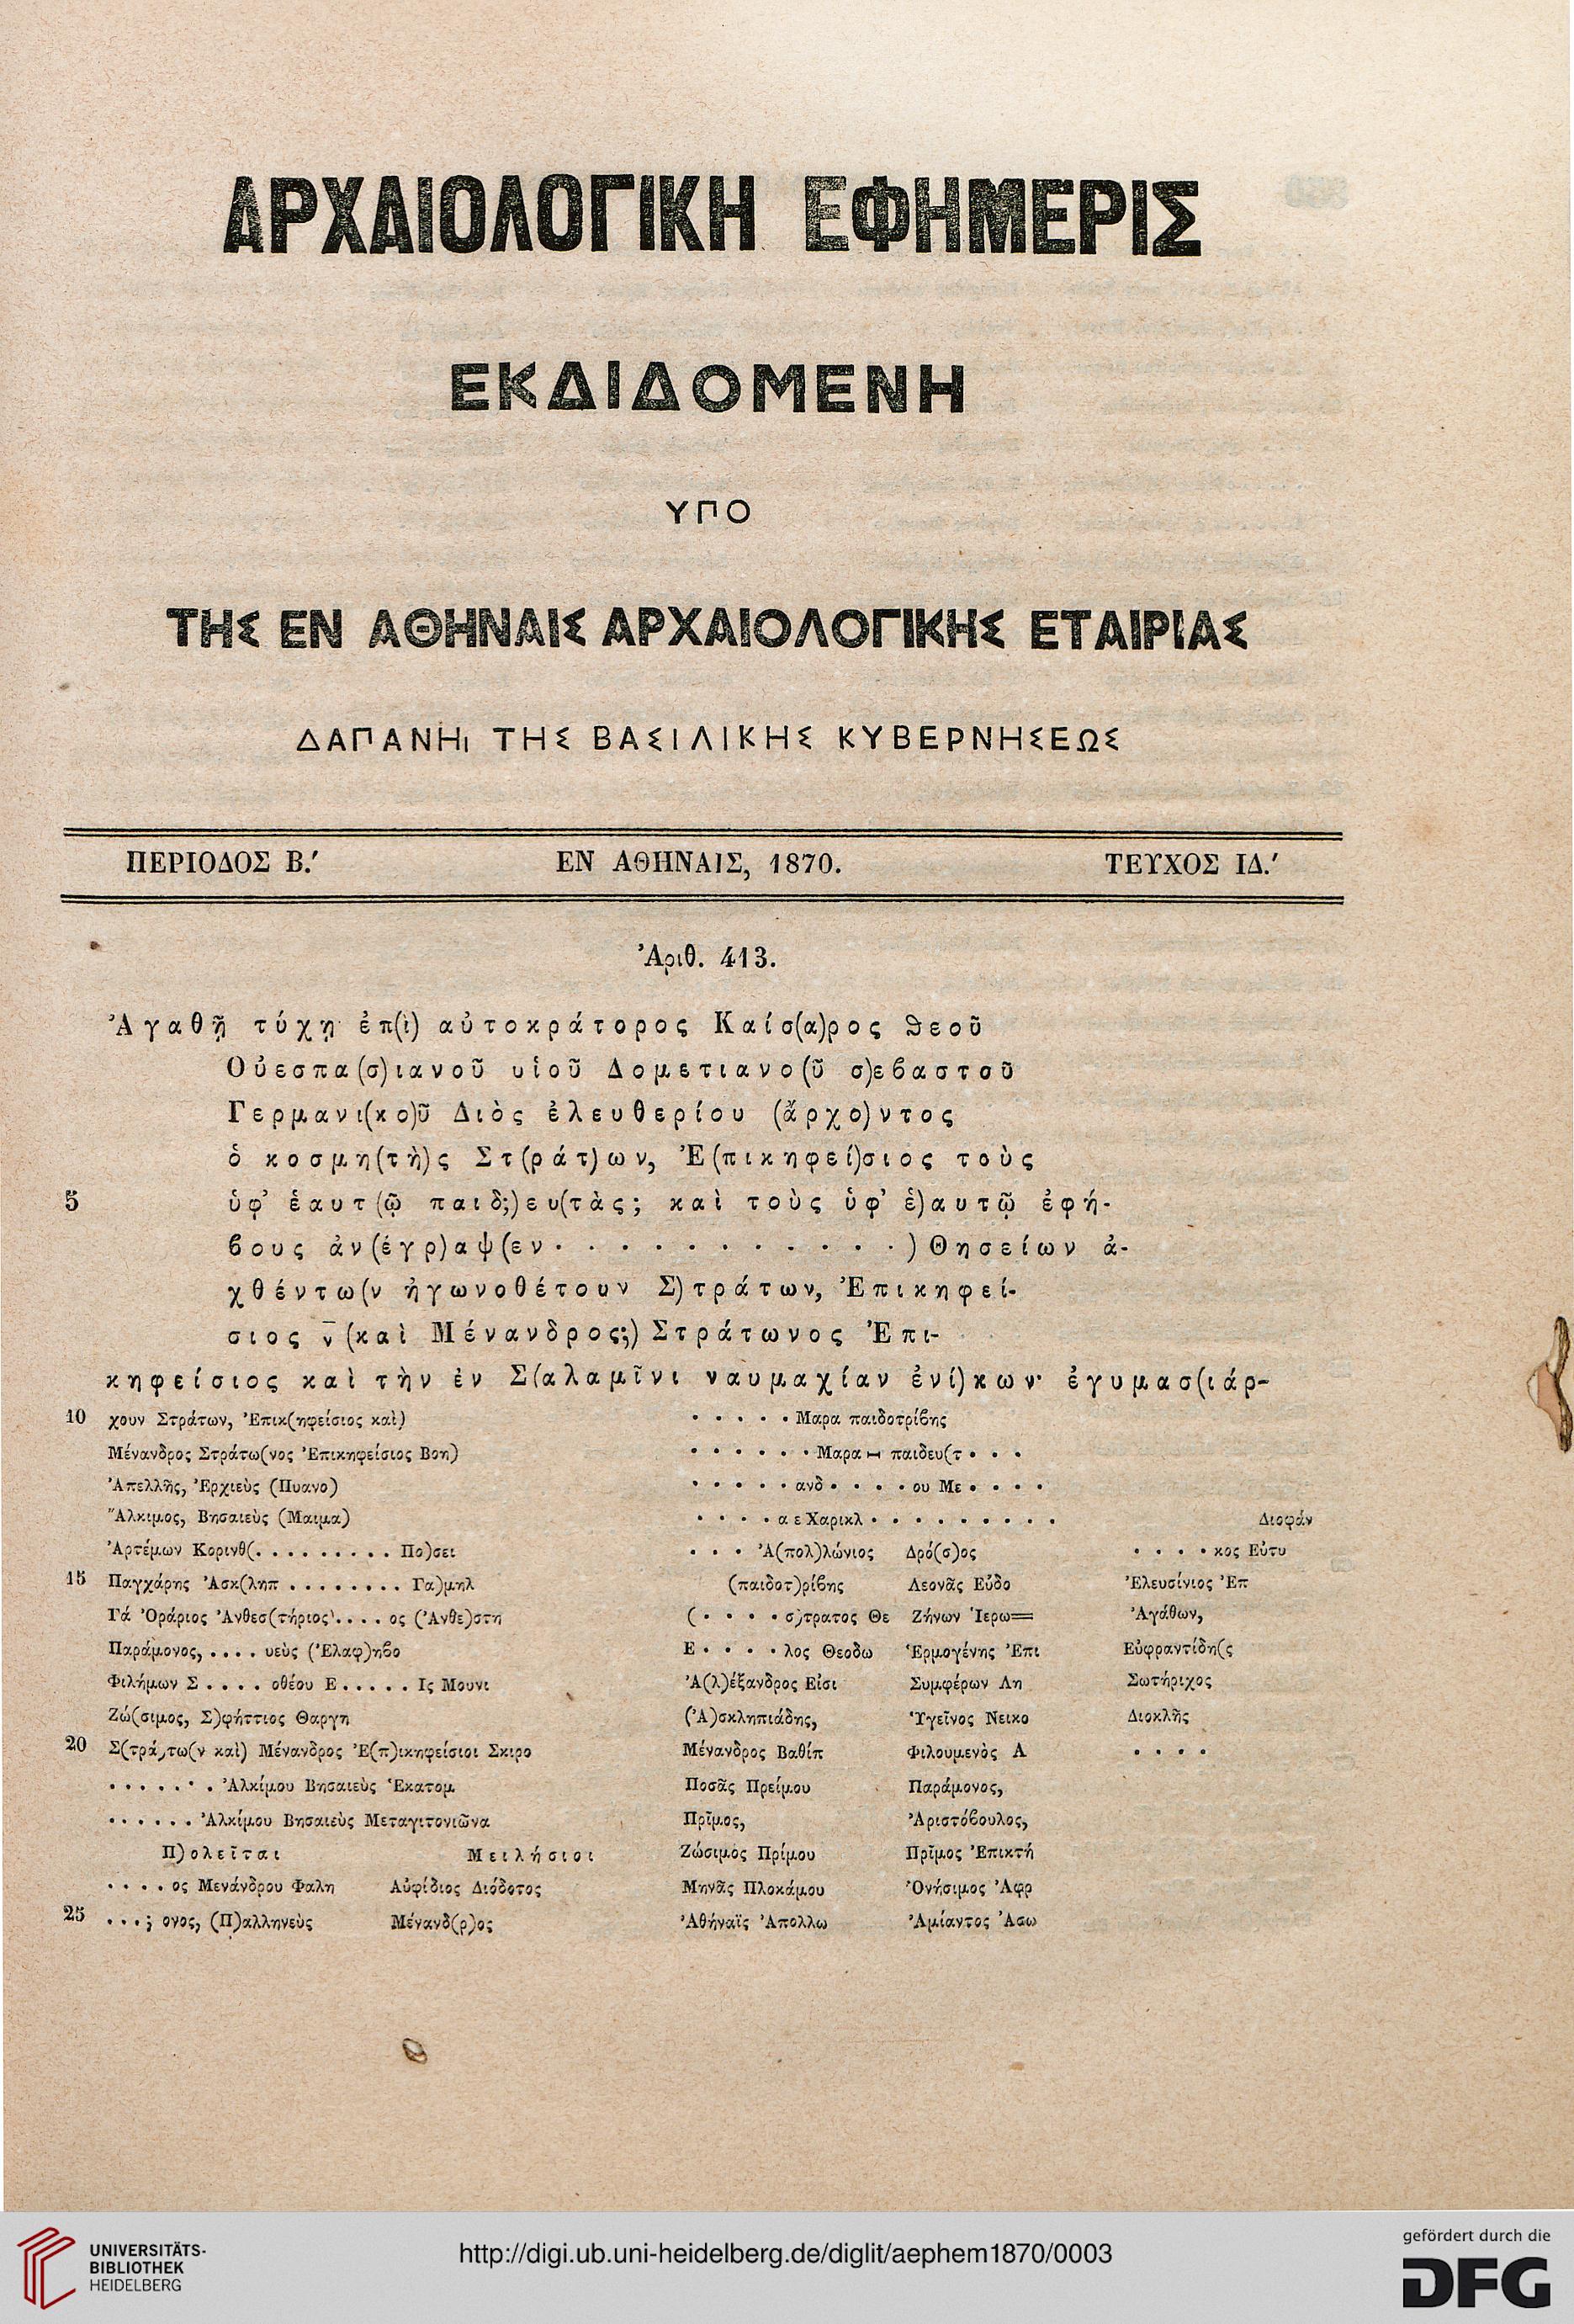 ΑΡΧΑΙΟΛΟΓΙΚΗ ΕΦΗΜΕΡΙΣ
ΕΚΔΙΔΟΜΕΝΗ
ΥΠΟ
ΤΗΣ ΕΝ ΑΘΗΝΑΙΣ ΑΡΧΑΙΟΛΟΓΙΚΗΣ ΕΤΑΙΡΙΑΣ
ΔΑΠΑΝΗι ΤΗΣ ΒΑΣΙΛΙΚΗΣ ΚΥΒΕΡΝΗΣΕΩΣ
ΠΕΡΙΟΔΟΣ Β.′ ΕΝ ΑΘΗΝΑΙΣ, 1870. ΤΕΥΧΟΣ ΙΔ.′
Ἀριθ. 413.
Ἀγαθῇ τύχῃ ἐπ(ὶ) αὐτοκράτορος Καίσ(α)ρος ϑεοῦ
Οὐεσπα(σ)ιανοῦ υἱοῦ Δομετιανο(ῦ σ)εϐαστοῦ
Γερμανι(κο)ῦ Διὸς ἐλευθερίου (ἄρχο)ντος
ὁ κοσμη(τὴ)ς Στ(ράτ)ων, Ἐ(πικηφεί)σιος τοὺς
5 ὑφ' ἑαυτ(ῷ παιδ;)ευ(τὰς; καὶ τοὺς ὑφ' ἑ)αυτῷ ἐφή-
ϐους ἀν(έγρ)αψ(εν . . . . . . . . . . .) Θησείων ἀ-
χθέντω(ν ἠγωνοθέτουν Σ)τράτων, Ἐπικηφεί-
σιος ν̅ (καὶ Μένανδρος;) Στράτωνος Ἐπι-
κηφείσιος καὶ τὴν ἐν Σ(αλαμῖνι ναυμαχίαν ἐνί)κων· ἐγυμασ(ιάρ-
10 χουν Στράτων, Ἐπικ(ηφείσιος καὶ) . . . . . Μαρα παιδοτρίϐης
Μένανδρος Στράτω(νος Ἐπικηφείσιος Βοη) . . . . . . Μαρα ⊢⊣ παιδευ(τ . . .
Ἀπελλῆς, Ἐρχιεὺς (Πυανο) . . . . . ανδ . . . . ου Με . . . .
Ἄλκιμος, Βησαιεὺς (Μαιμα) . . . . α ε Χαρικλ . . . . . . . . . Διοφάν
Ἀρτέμων Κορινθ(. . . . . . . . . Πο)σει . . . Ἀ(πολ)λώνιος Δρό(σ)ος . . . . κος Εὐτυ
15 Παγχάρης Ἀσκ(ληπ . . . . . . . . Γα)μηλ (παιδοτ)ρίϐης Λεονᾶς Εὐδο Ἐλευσίνιος Ἐπ
Γά Ὀράριος Ἀνθεσ(τήριος) . . . . ος (Ἀνθε)στη (. . . . σ)τρατος Θε Ζήνων Ἱερω= Ἀγάθων,
Παράμονος, . . . . υεὺς (Ἐλαφ)ηϐο Ε . . . . λος Θεοδω Ἑρμογένης Ἐπι Εὐφραντίδη(ς
Φιλήμων Σ . . . . οθέου Ε . . . . . Ις Μουνι Ἀ(λ)έξανδρος Εἰσι Συμφέρων Λη Σωτήριχος
Ζώ(σιμος, Σ)φήττιος Θαργη (Ἀ)σκληπιάδης, Ὑγεῖνος Νεικο Διοκλῆς
20 Σ(τρά)τω(ν καὶ) Μένανδρος Ἐ(π)ικηφείσιοι Σκιρο Μένανδρος Βαθίπ Φιλουμενὸς Α . . . .
. . . . . . . Ἀλκίμου Βησαιεὺς Ἑκατομ Ποσᾶς Πρείμου Παράμονος,
. . . . . . Ἀλκίμου Βησαιεὺς Μεταγιτονιῶνα Πρῖμος, Ἀριστόϐουλος,
Π)ολεῖται Μειλήσιοι Ζώσιμὸς Πρίμου Πρῖμος Ἐπικτή
. . . . ος Μενάνδρου Φαλη Αὐφίδιος Διόδοτος Μηνᾶς Πλοκάμου Ὀνήσιμος Ἀφρ
25 . . . ; ονος, (Π)αλληνεὺς Μένανδ(ρ)ος Ἀθήναϊς Ἀπολλω Ἀμίαντος Ἀσω
UNIVERSITÄTS-
BIBLIOTHEK
HEIDELBERG
http://digi.ub.uni-heidelberg.de/diglit/aephem1870/0003
gefördert durch die
DFG